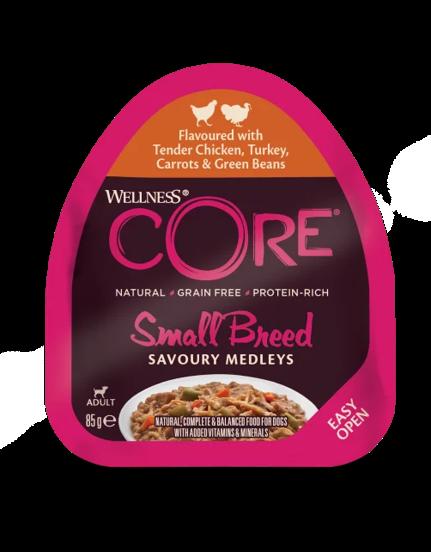 Flavoured with
Tender Chicken, Turkey,
Carrots & Green Beans
WELLNESS®
CORE®
NATURAL GRAIN FREE PROTEIN-RICH
Small Breed
SAVOURY MEDLEYS
ADULT
85g℮
NATURAL, COMPLETE & BALANCED FOOD FOR DOGS
WITH ADDED VITAMINS & MINERALS
EASY
OPEN